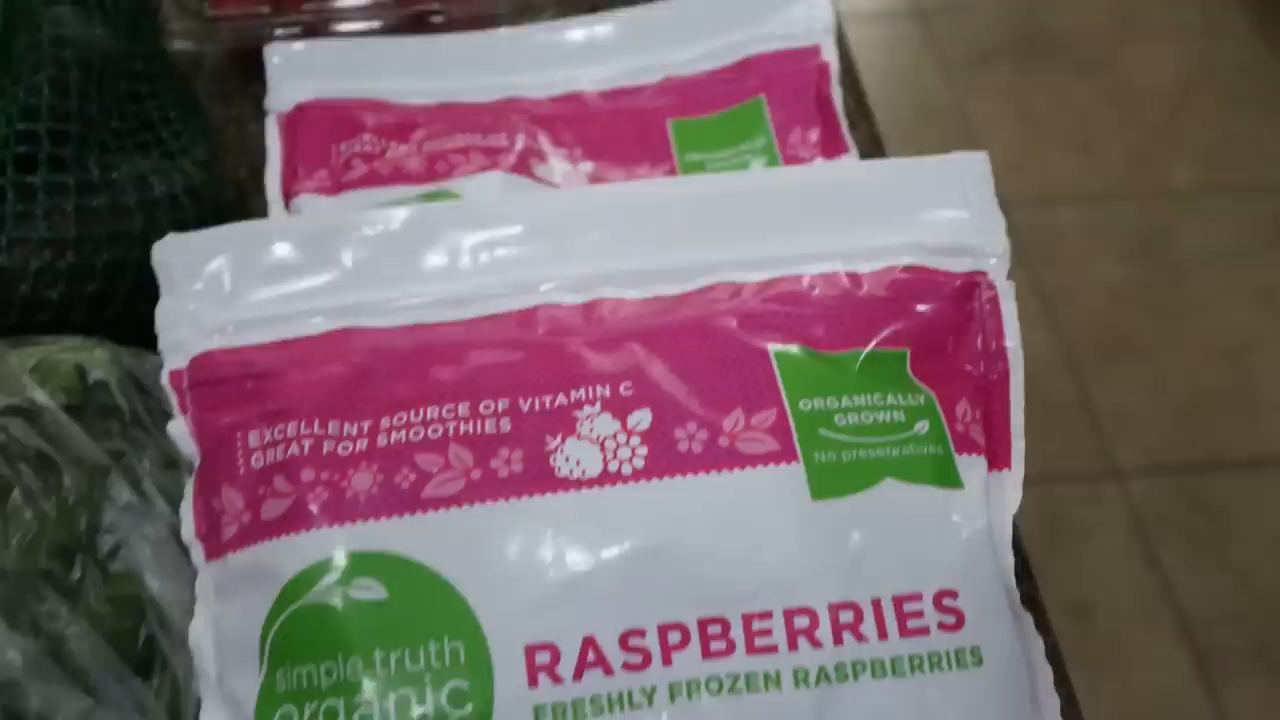 EXCELLENT SOURCE OF VITAMIN C
GREAT FOR SMOOTHIES
ORGANICALLY
GROWN
No preservatives
simple truth
organic
RASPBERRIES
FRESHLY FROZEN RASPBERRIES